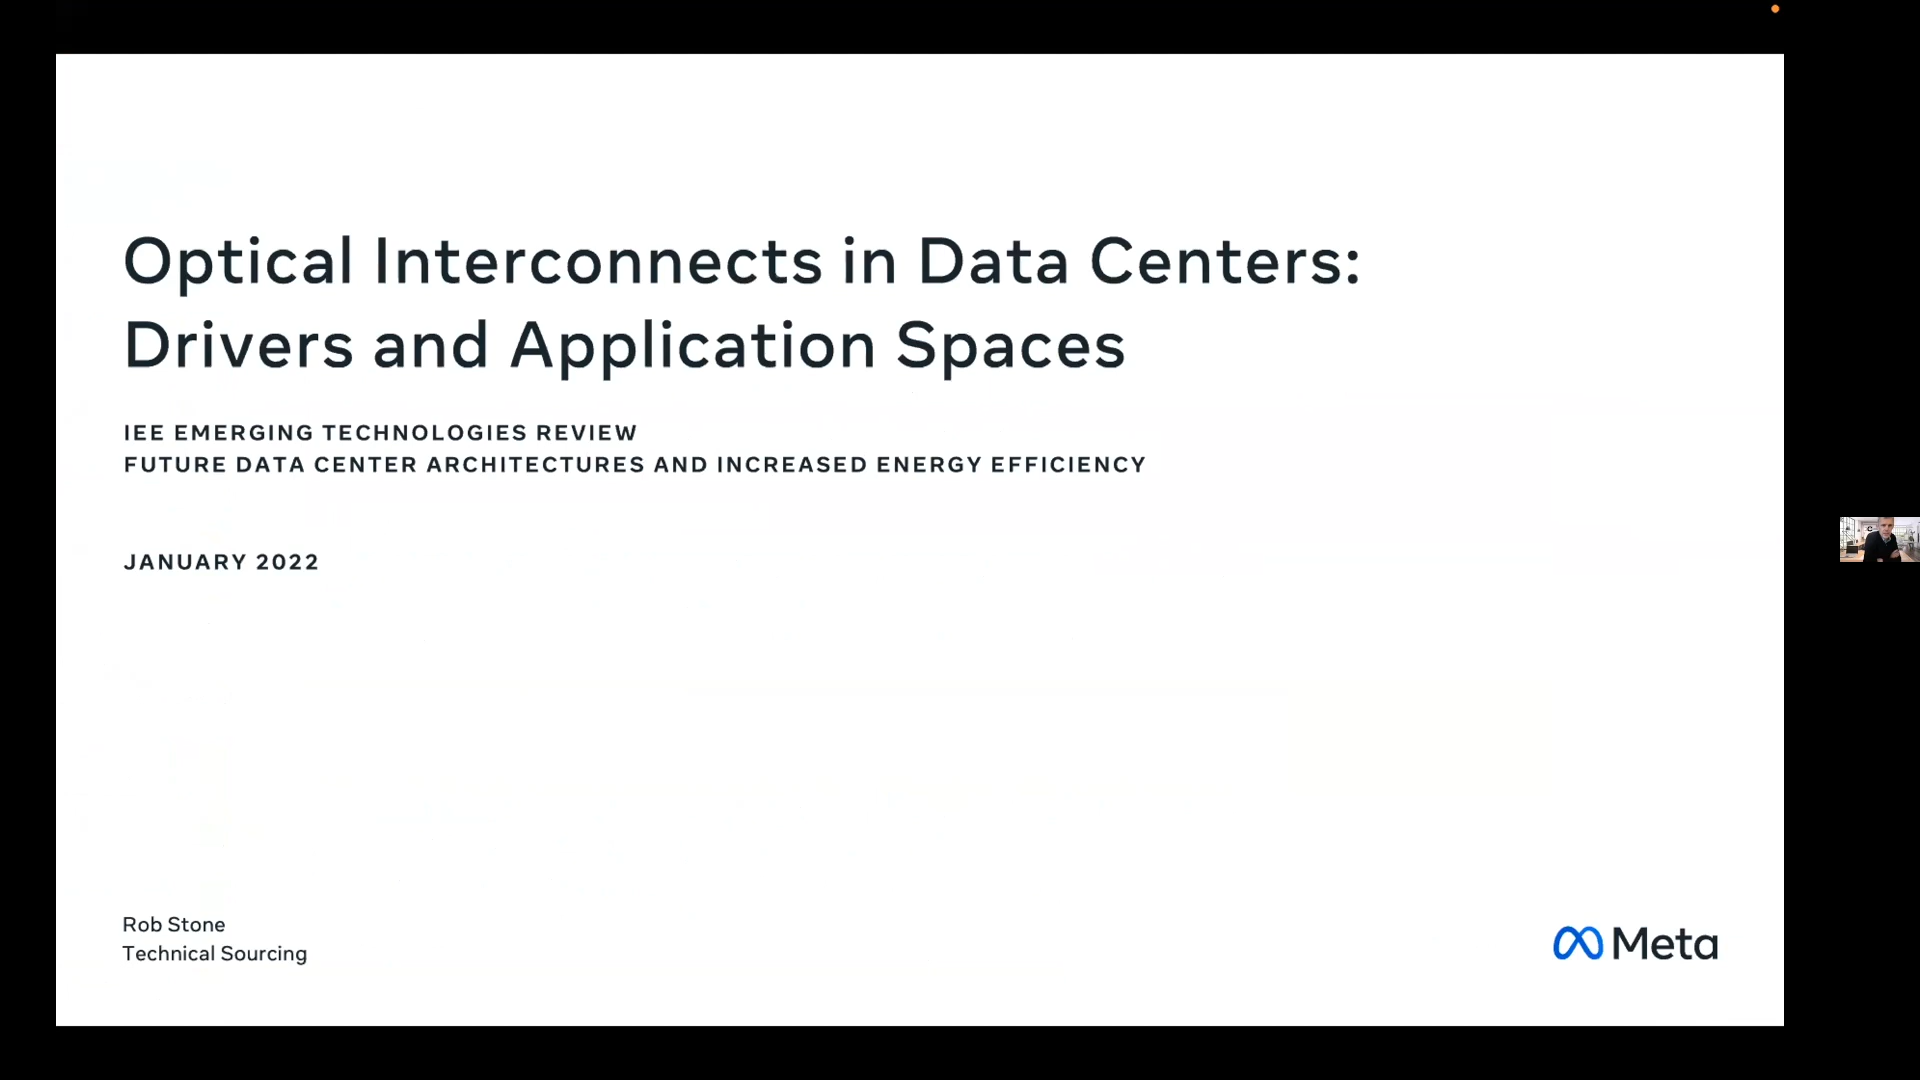 Optical Interconnects in Data Centers:
Drivers and Application Spaces
IEE EMERGING TECHNOLOGIES REVIEW
FUTURE DATA CENTER ARCHITECTURES AND INCREASED ENERGY EFFICIENCY
JANUARY 2022
Rob Stone
Technical Sourcing
Meta